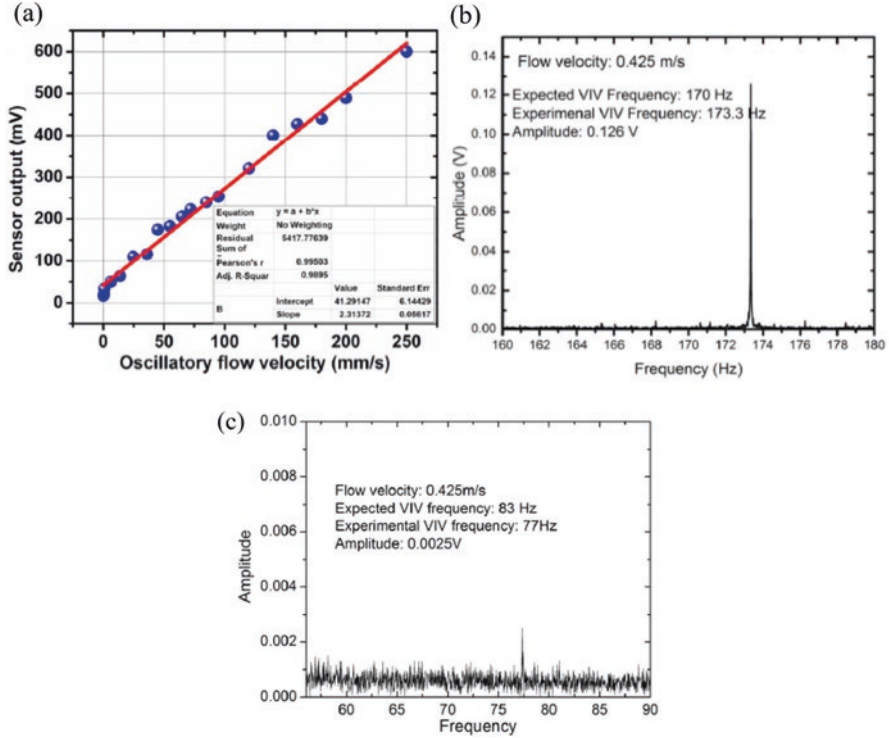 (a)
600
500
400
300
200
100
0
Sensor output (mV)
Equation y = a + b*x
Weight No Weighting
Residual 5417.77639
Sum of
Pearson's r 0.99503
Adj. R-Squar 0.9895
Value Standard Err
Intercept 41.29147 6.14429
B
Slope 2.31372 0.05617
0 50 100 150 200 250
Oscillatory flow velocity (mm/s)
(b)
0.14
0.12
0.10
0.08
0.06
0.04
0.02
0.00
Amplitude (V)
Flow velocity: 0.425 m/s
Expected VIV Frequency: 170 Hz
Experimenal VIV Frequency: 173.3 Hz
Amplitude: 0.126 V
160 162 164 166 168 170 172 174 176 178 180
Frequency (Hz)
(c)
0.010
0.008
0.006
0.004
0.002
0.000
Amplitude
Flow velocity: 0.425m/s
Expected VIV frequency: 83 Hz
Experimental VIV frequency: 77Hz
Amplitude: 0.0025V
60 65 70 75 80 85 90
Frequency